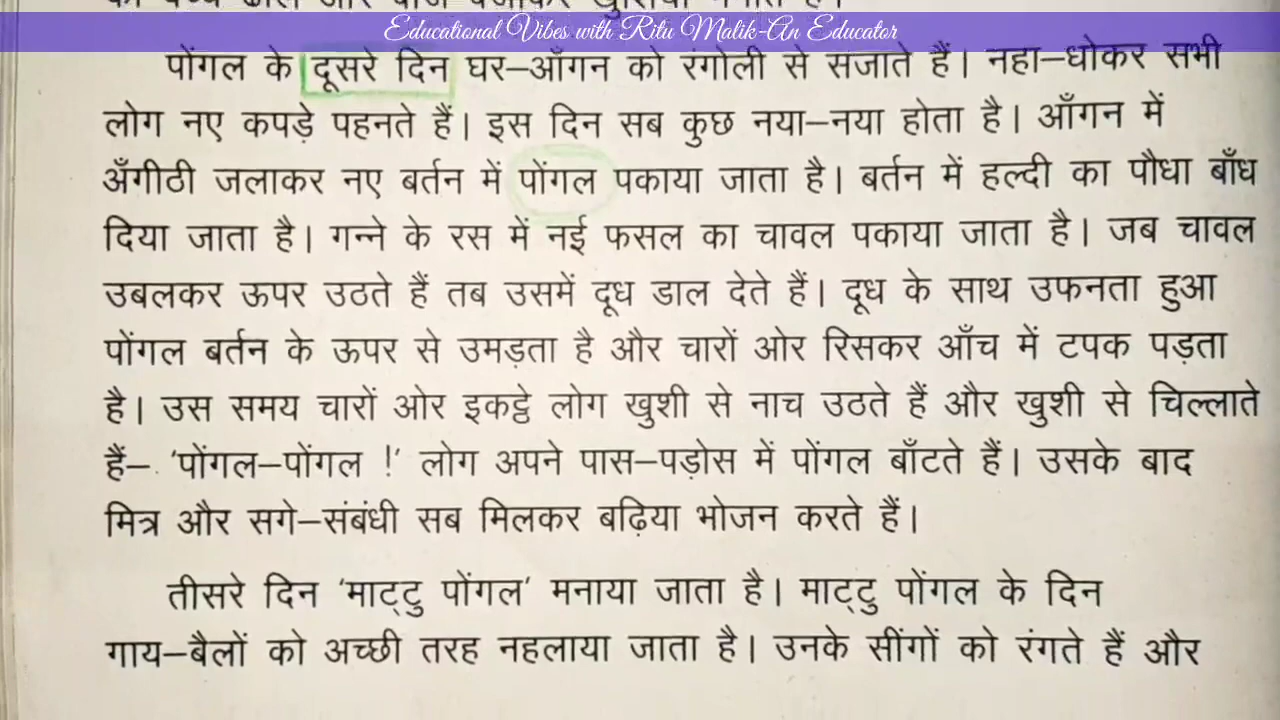 Educational Vibes with Ritu Malik-An Educator
पोंगल के दूसरे दिन घर–आँगन को रंगोली से सजाते हैं। नहा–धोकर सभी
लोग नए कपड़े पहनते हैं। इस दिन सब कुछ नया–नया होता है। आँगन में
अँगीठी जलाकर नए बर्तन में पोंगल पकाया जाता है। बर्तन में हल्दी का पौधा बाँध
दिया जाता है। गन्ने के रस में नई फसल का चावल पकाया जाता है। जब चावल
उबलकर ऊपर उठते हैं तब उसमें दूध डाल देते हैं। दूध के साथ उफनता हुआ
पोंगल बर्तन के ऊपर से उमड़ता है और चारों ओर रिसकर आँच में टपक पड़ता
है। उस समय चारों ओर इकट्ठे लोग खुशी से नाच उठते हैं और खुशी से चिल्लाते
हैं– 'पोंगल–पोंगल !' लोग अपने पास–पड़ोस में पोंगल बाँटते हैं। उसके बाद
मित्र और सगे–संबंधी सब मिलकर बढ़िया भोजन करते हैं।
तीसरे दिन 'माट्टु पोंगल' मनाया जाता है। माट्टु पोंगल के दिन
गाय–बैलों को अच्छी तरह नहलाया जाता है। उनके सींगों को रंगते हैं और